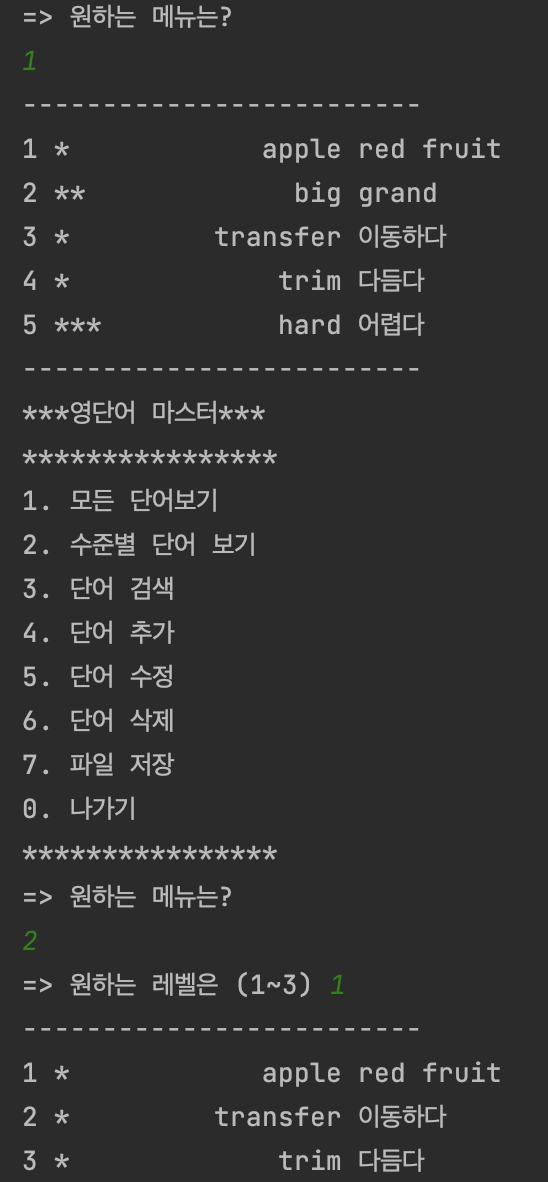 => 원하는 메뉴는?
1
-------------------------
1 *            apple red fruit
2 **             big grand
3 *         transfer 이동하다
4 *             trim 다듬다
5 ***           hard 어렵다
-------------------------
***영단어 마스터***
****************
1. 모든 단어보기
2. 수준별 단어 보기
3. 단어 검색
4. 단어 추가
5. 단어 수정
6. 단어 삭제
7. 파일 저장
0. 나가기
****************
=> 원하는 메뉴는?
2
=> 원하는 레벨은 (1~3) 1
-------------------------
1 *            apple red fruit
2 *         transfer 이동하다
3 *             trim 다듬다